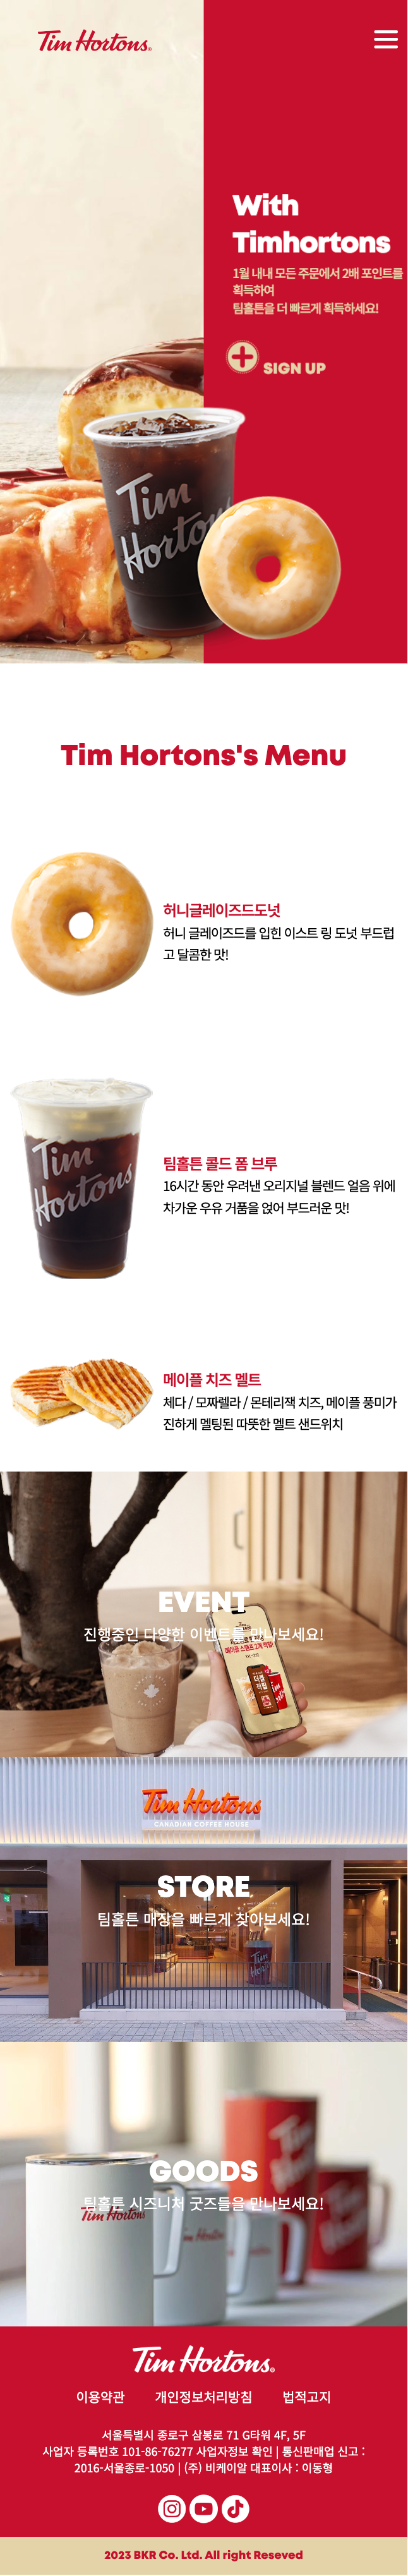 Tim Hortons®
With
Timhortons
1월 내내 모든 주문에서 2배 포인트를
획득하여
팀홀튼을 더 빠르게 획득하세요!
SIGN UP
Tim
Hortons
Tim Hortons's Menu
허니글레이즈드도넛
허니 글레이즈드를 입힌 이스트 링 도넛 부드럽
고 달콤한 맛!
Tim
Hortons
팀홀튼 콜드 폼 브루
16시간 동안 우려낸 오리지널 블렌드 얼음 위에
차가운 우유 거품을 얹어 부드러운 맛!
메이플 치즈 멜트
체다 / 모짜렐라 / 몬테리잭 치즈, 메이플 풍미가
진하게 멜팅된 따뜻한 멜트 샌드위치
EVENT
진행중인 다양한 이벤트를 만나보세요!
Tim Hortons
CANADIAN COFFEE HOUSE
STORE
팀홀튼 매장을 빠르게 찾아보세요!
GOODS
팀홀튼 시즈니처 굿즈들을 만나보세요!
Tim Hortons
Tim Hortons®
이용약관 개인정보처리방침 법적고지
서울특별시 종로구 삼봉로 71 G타워 4F, 5F
사업자 등록번호 101-86-76277 사업자정보 확인 | 통신판매업 신고 :
2016-서울종로-1050 | (주) 비케이알 대표이사 : 이동형
2023 BKR Co. Ltd. All right Reseved